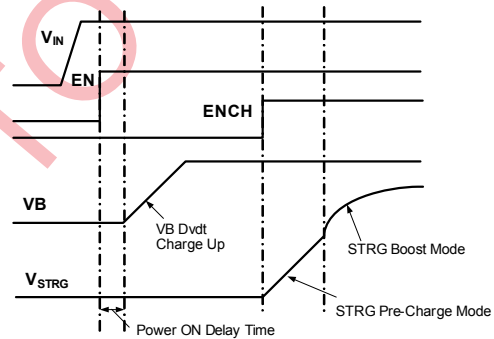 VIN
EN
ENCH
VB
VB Dvdt
Charge Up
STRG Boost Mode
VSTRG
STRG Pre-Charge Mode
Power ON Delay Time